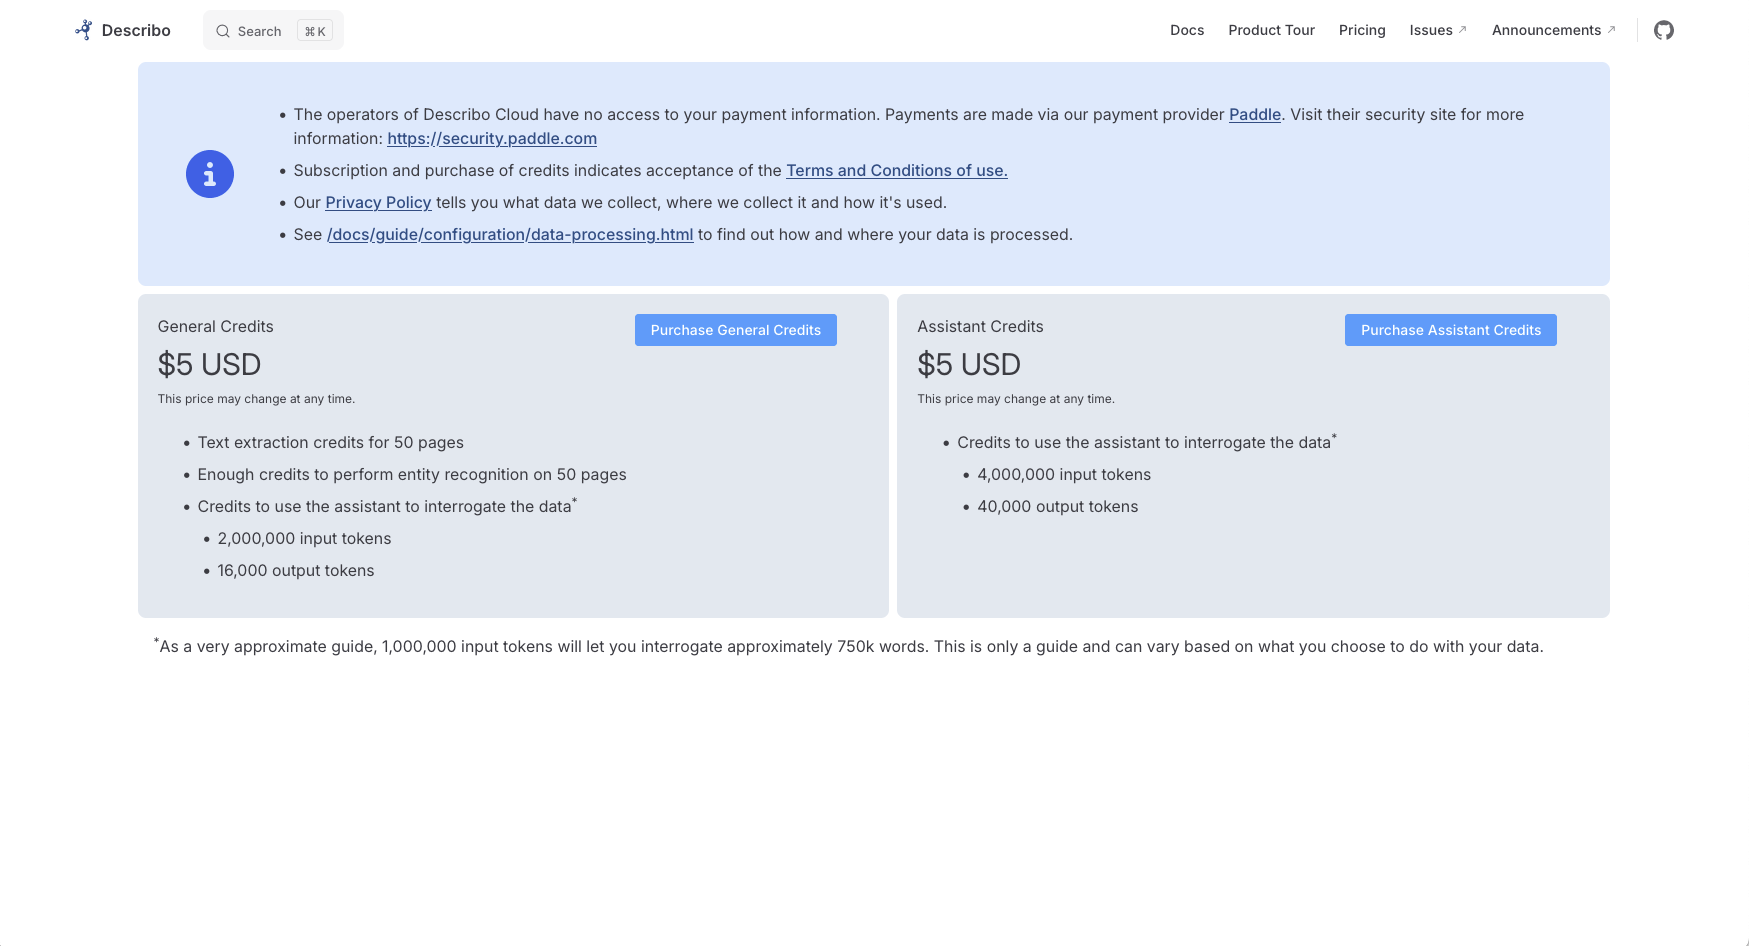 Describo
Search ⌘ K
Docs
Product Tour
Pricing
Issues
Announcements
• The operators of Describo Cloud have no access to your payment information. Payments are made via our payment provider Paddle. Visit their security site for more
information: https://security.paddle.com
• Subscription and purchase of credits indicates acceptance of the Terms and Conditions of use.
• Our Privacy Policy tells you what data we collect, where we collect it and how it's used.
• See /docs/guide/configuration/data-processing.html to find out how and where your data is processed.
General Credits
Purchase General Credits
$5 USD
This price may change at any time.
• Text extraction credits for 50 pages
• Enough credits to perform entity recognition on 50 pages
• Credits to use the assistant to interrogate the data*
• 2,000,000 input tokens
• 16,000 output tokens
Assistant Credits
Purchase Assistant Credits
$5 USD
This price may change at any time.
• Credits to use the assistant to interrogate the data*
• 4,000,000 input tokens
• 40,000 output tokens
*As a very approximate guide, 1,000,000 input tokens will let you interrogate approximately 750k words. This is only a guide and can vary based on what you choose to do with your data.